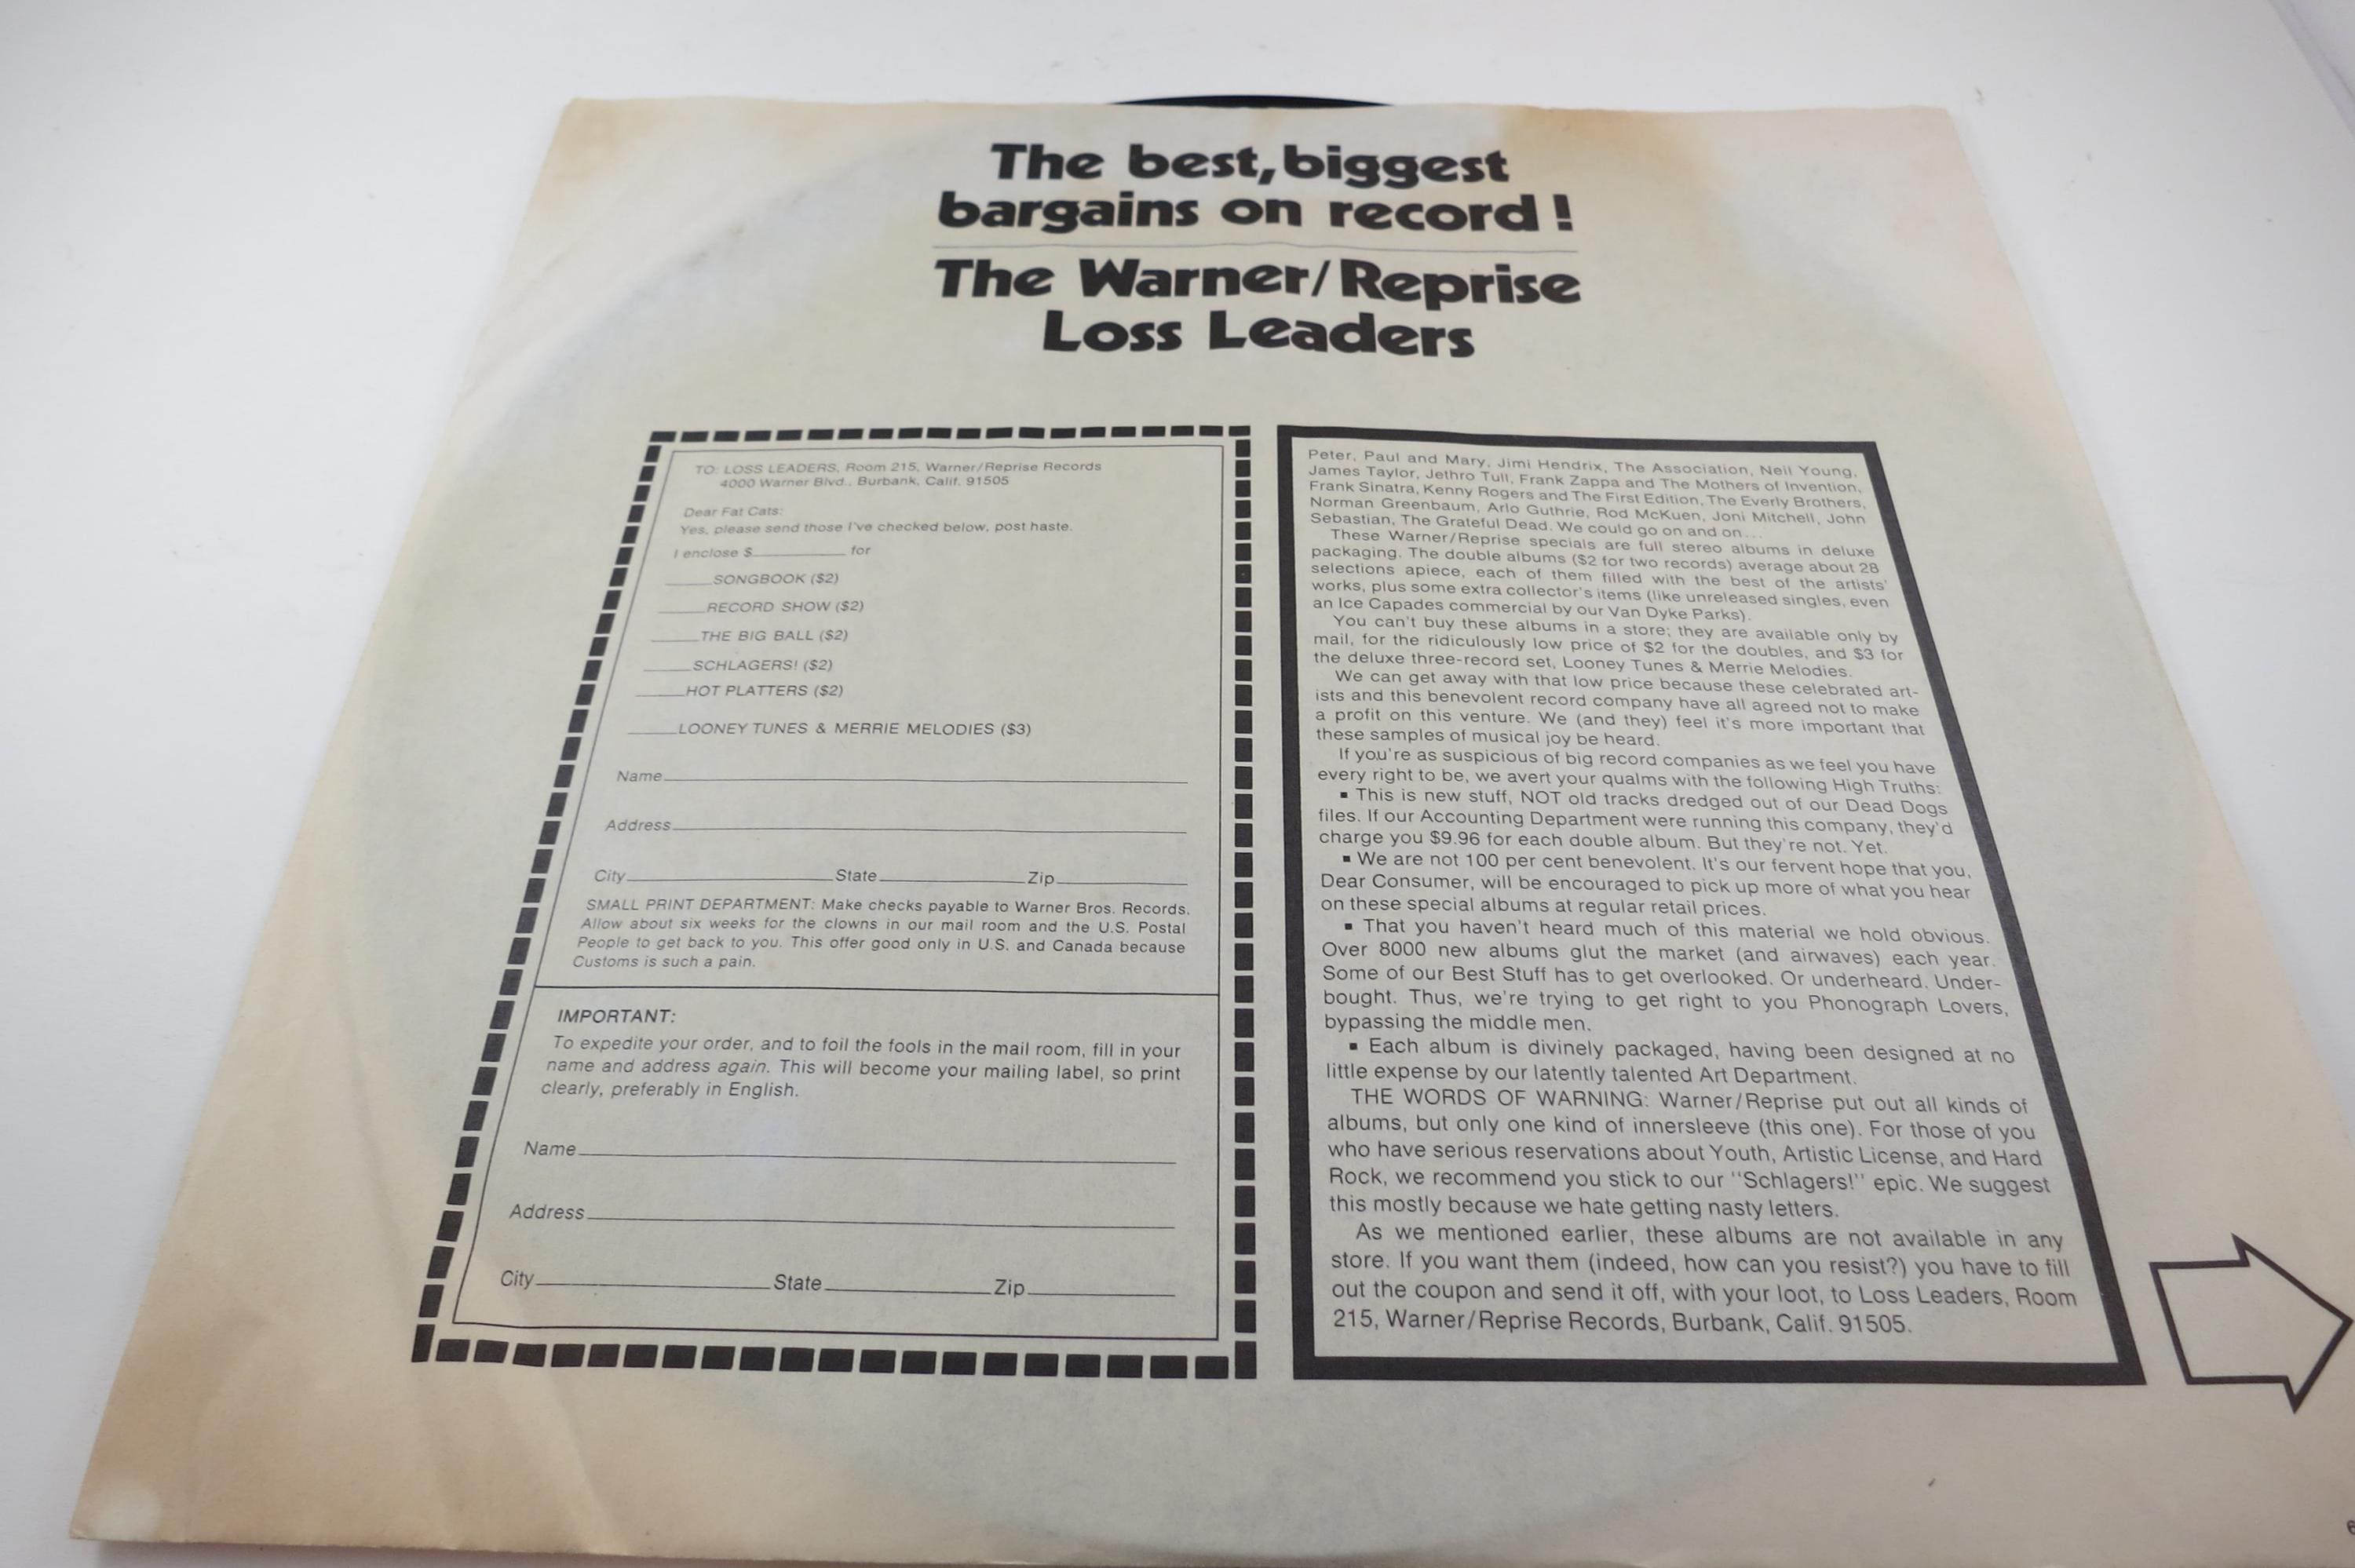 The best, biggest
bargains on record!
The Warner/Reprise
Loss Leaders
TO: LOSS LEADERS, Room 215, Warner/Reprise Records
4000 Warner Blvd., Burbank, Calif. 91505
Dear Fat Cats:
Yes, please send those I've checked below, post haste.
I enclose $__________ for
_____SONGBOOK ($2)
_____RECORD SHOW ($2)
_____THE BIG BALL ($2)
_____SCHLAGERS! ($2)
_____HOT PLATTERS ($2)
_____LOONEY TUNES & MERRIE MELODIES ($3)
Name__________
Address__________
City__________State__________Zip__________
SMALL PRINT DEPARTMENT: Make checks payable to Warner Bros. Records.
Allow about six weeks for the clowns in our mail room and the U.S. Postal
People to get back to you. This offer good only in U.S. and Canada because
Customs is such a pain.
IMPORTANT:
To expedite your order, and to foil the fools in the mail room, fill in your
name and address again. This will become your mailing label, so print
clearly, preferably in English.
Name__________
Address__________
City__________State__________Zip__________
Peter, Paul and Mary, Jimi Hendrix, The Association, Neil Young,
James Taylor, Jethro Tull, Frank Zappa and The Mothers of Invention,
Frank Sinatra, Kenny Rogers and The First Edition, The Everly Brothers,
Norman Greenbaum, Arlo Guthrie, Rod McKuen, Joni Mitchell, John
Sebastian, The Grateful Dead. We could go on and on...
These Warner/Reprise specials are full stereo albums in deluxe
packaging. The double albums ($2 for two records) average about 28
selections apiece, each of them filled with the best of the artists'
works, plus some extra collector's items (like unreleased singles, even
an Ice Capades commercial by our Van Dyke Parks).
You can't buy these albums in a store; they are available only by
mail, for the ridiculously low price of $2 for the doubles, and $3 for
the deluxe three-record set, Looney Tunes & Merrie Melodies.
We can get away with that low price because these celebrated art-
ists and this benevolent record company have all agreed not to make
a profit on this venture. We (and they) feel it's more important that
these samples of musical joy be heard.
If you're as suspicious of big record companies as we feel you have
every right to be, we avert your qualms with the following High Truths:
▪ This is new stuff, NOT old tracks dredged out of our Dead Dogs
files. If our Accounting Department were running this company, they'd
charge you $9.96 for each double album. But they're not. Yet.
▪ We are not 100 per cent benevolent. It's our fervent hope that you,
Dear Consumer, will be encouraged to pick up more of what you hear
on these special albums at regular retail prices.
▪ That you haven't heard much of this material we hold obvious.
Over 8000 new albums glut the market (and airwaves) each year.
Some of our Best Stuff has to get overlooked. Or underheard. Under-
bought. Thus, we're trying to get right to you Phonograph Lovers,
bypassing the middle men.
▪ Each album is divinely packaged, having been designed at no
little expense by our latently talented Art Department.
THE WORDS OF WARNING: Warner/Reprise put out all kinds of
albums, but only one kind of innersleeve (this one). For those of you
who have serious reservations about Youth, Artistic License, and Hard
Rock, we recommend you stick to our "Schlagers!" epic. We suggest
this mostly because we hate getting nasty letters.
As we mentioned earlier, these albums are not available in any
store. If you want them (indeed, how can you resist?) you have to fill
out the coupon and send it off, with your loot, to Loss Leaders, Room
215, Warner/Reprise Records, Burbank, Calif. 91505.